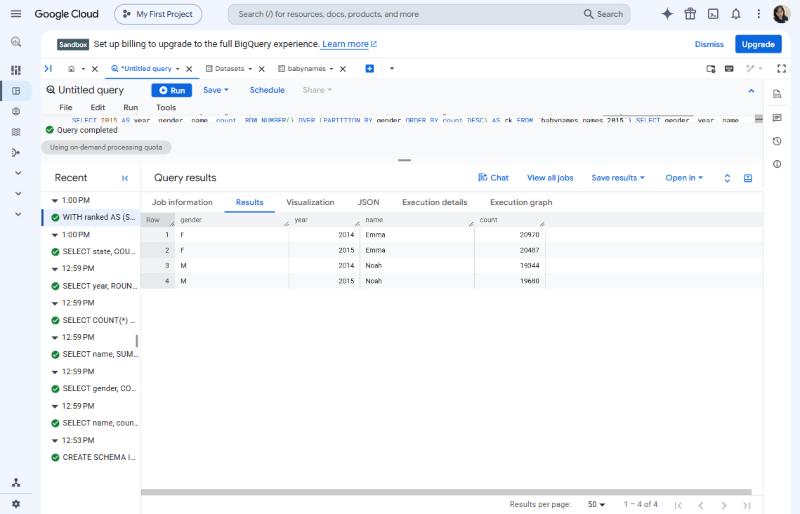 Google Cloud
My First Project
Search (/) for resources, docs, products, and more
Search
Sandbox
Set up billing to upgrade to the full BigQuery experience. Learn more
Dismiss
Upgrade
*Untitled query
Datasets
babynames
Untitled query
Run
Save
Schedule
Share
File
Edit
Run
Tools
SELECT 2015 AS year, gender, name, count, ROW_NUMBER() OVER (PARTITION BY gender ORDER BY count DESC) AS rk FROM `babynames.names_2015`) SELECT gender, year, name,
Query completed
Using on-demand processing quota
Recent
1:00 PM
WITH ranked AS (S...
1:00 PM
SELECT state, COU...
12:59 PM
SELECT year, ROUN...
12:59 PM
SELECT COUNT(*) ...
12:59 PM
SELECT name, SUM...
12:59 PM
SELECT gender, CO...
12:59 PM
SELECT name, coun...
12:53 PM
CREATE SCHEMA I...
Query results
Chat
View all jobs
Save results
Open in
Job information
Results
Visualization
JSON
Execution details
Execution graph
Row gender year name count
1 F 2014 Emma 20970
2 F 2015 Emma 20487
3 M 2014 Noah 19344
4 M 2015 Noah 19680
Results per page: 50 1 – 4 of 4